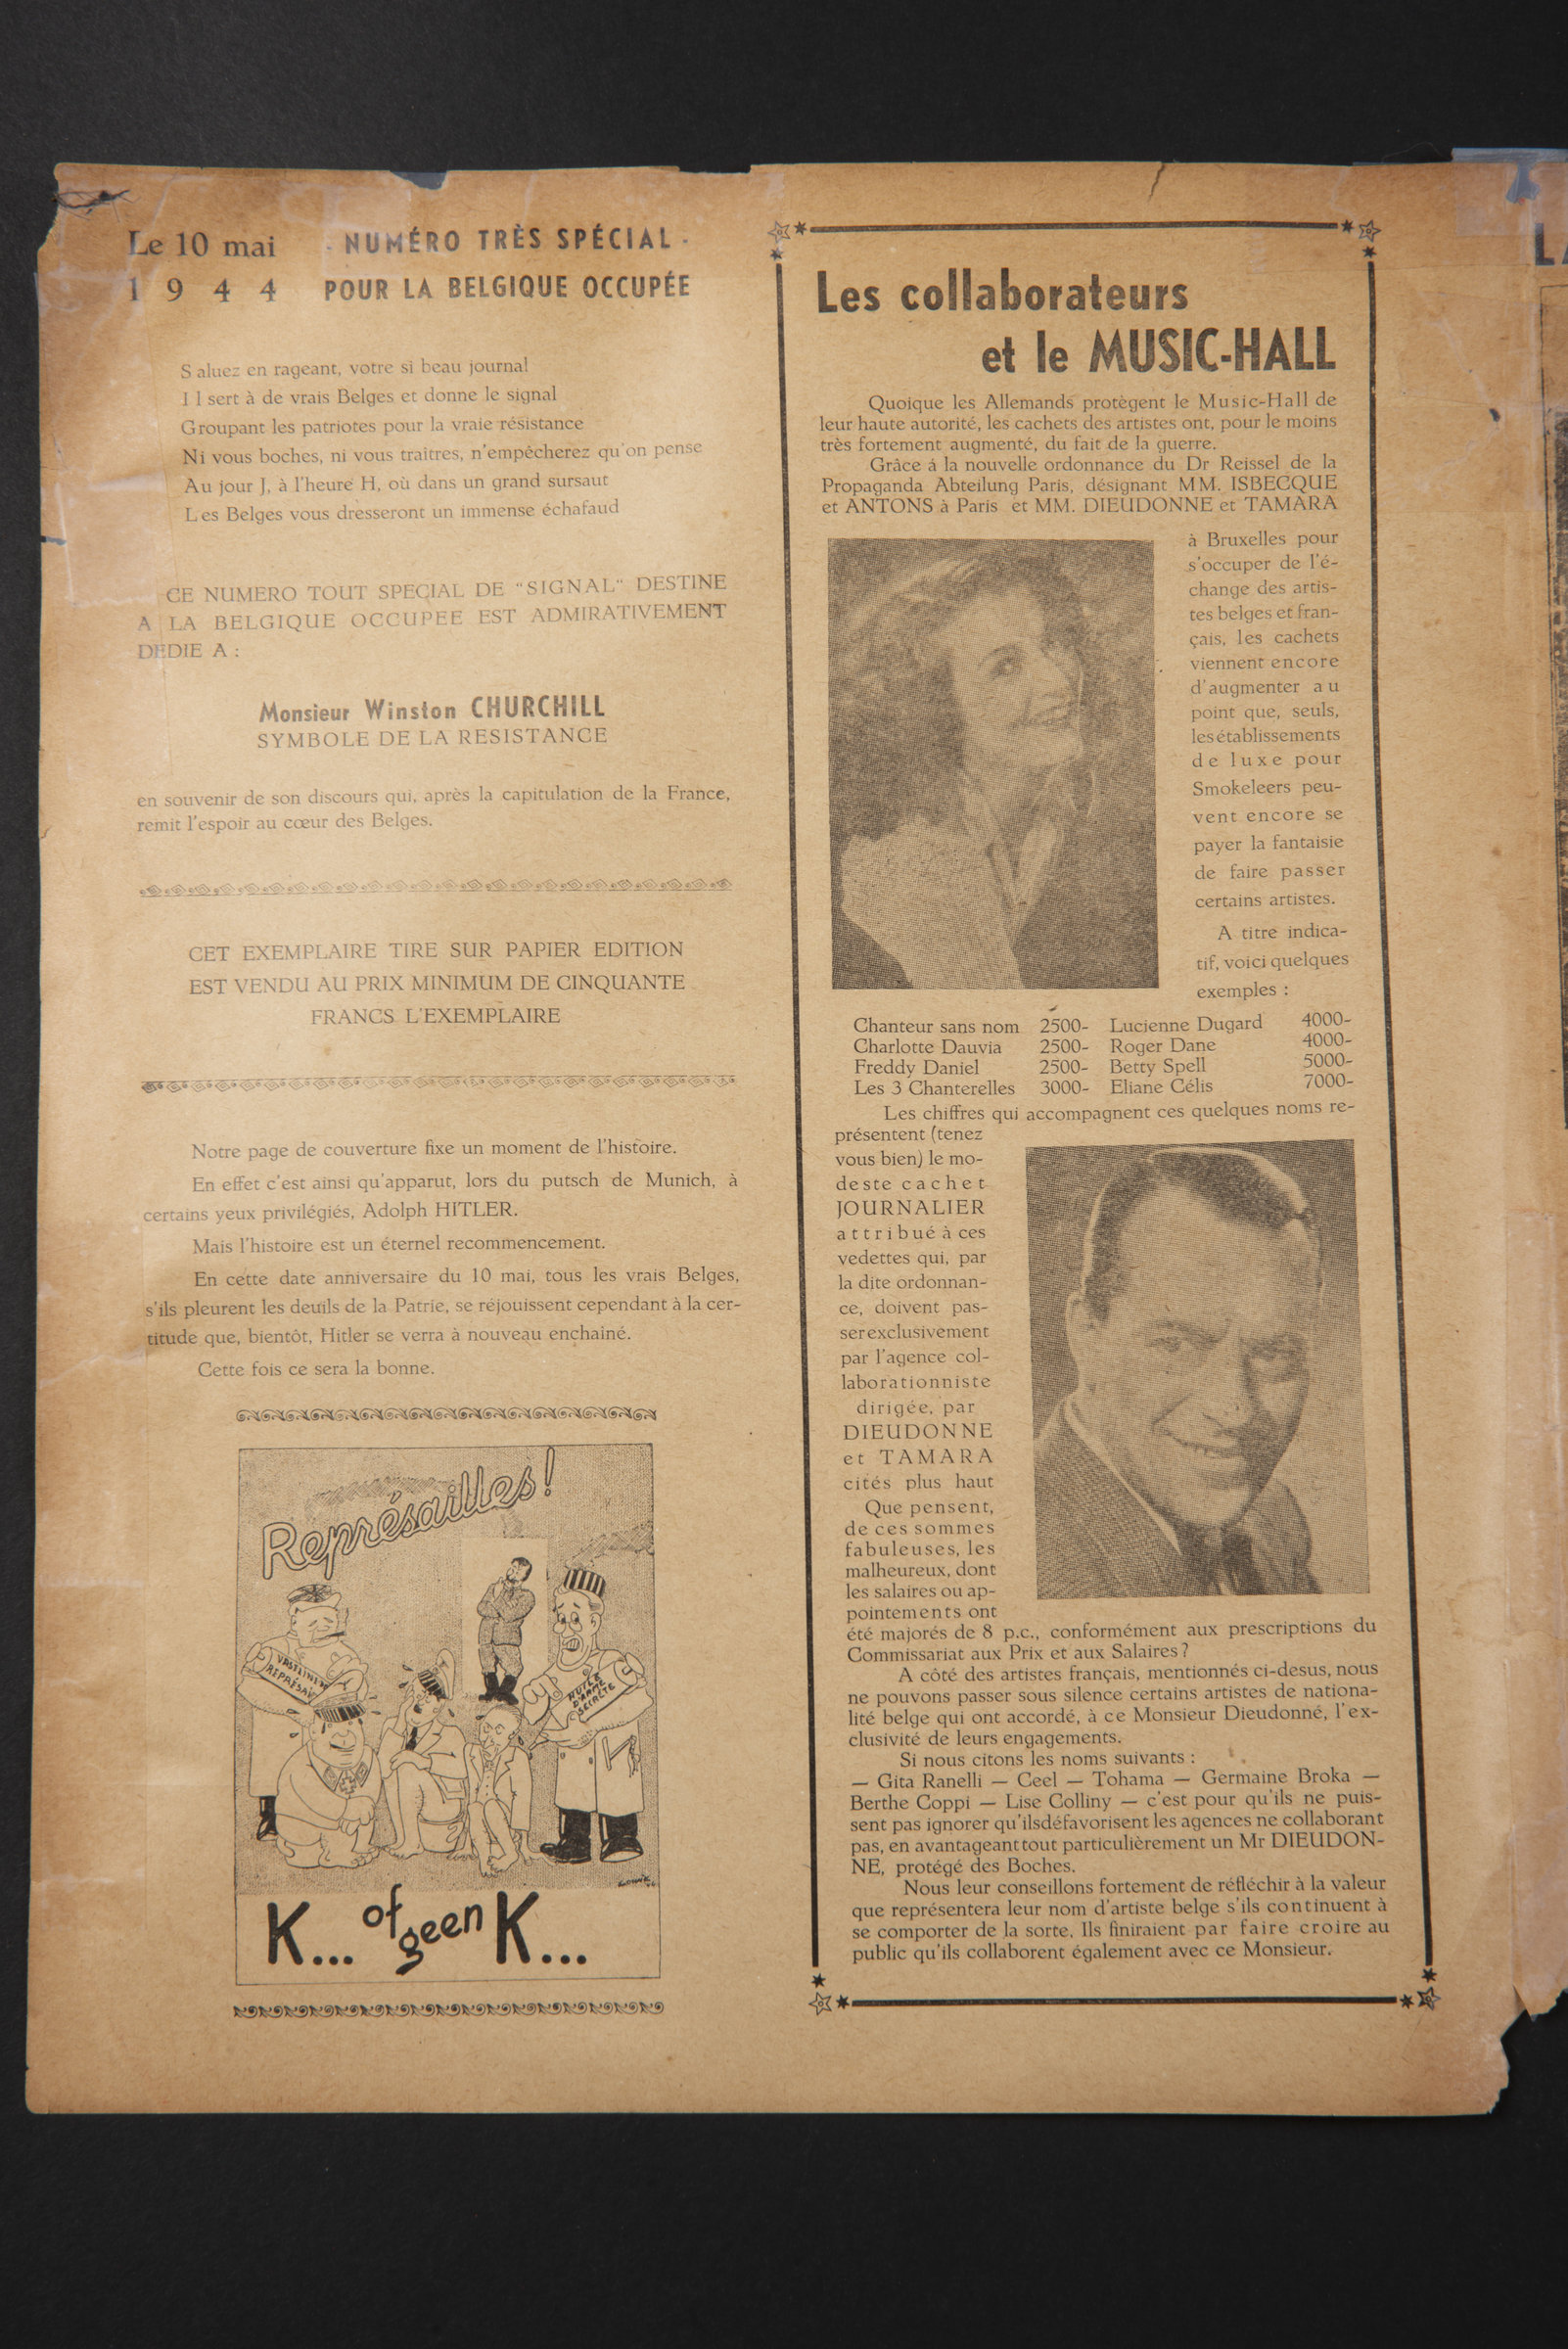 Le 10 mai
1 9 4 4
- NUMÉRO TRÈS SPÉCIAL -
POUR LA BELGIQUE OCCUPÉE
S aluez en rageant, votre si beau journal
I l sert à de vrais Belges et donne le signal
Groupant les patriotes pour la vraie résistance
Ni vous boches, ni vous traîtres, n'empêcherez qu'on pense
Au jour J, à l'heure H, où dans un grand sursaut
Les Belges vous dresseront un immense échafaud
CE NUMERO TOUT SPECIAL DE "SIGNAL" DESTINE
A LA BELGIQUE OCCUPEE EST ADMIRATIVEMENT
DEDIE A :
Monsieur Winston CHURCHILL
SYMBOLE DE LA RESISTANCE
en souvenir de son discours qui, après la capitulation de la France,
remit l'espoir au cœur des Belges.
CET EXEMPLAIRE TIRE SUR PAPIER EDITION
EST VENDU AU PRIX MINIMUM DE CINQUANTE
FRANCS L'EXEMPLAIRE
Notre page de couverture fixe un moment de l'histoire.
En effet c'est ainsi qu'apparut, lors du putsch de Munich, à
certains yeux privilégiés, Adolph HITLER.
Mais l'histoire est un éternel recommencement.
En cette date anniversaire du 10 mai, tous les vrais Belges,
s'ils pleurent les deuils de la Patrie, se réjouissent cependant à la cer-
titude que, bientôt, Hitler se verra à nouveau enchainé.
Cette fois ce sera la bonne.
Représailles!
VASELINE
REPRÉSAI
HUILE
D'ARME
SECRÈTE
K... of geen K...
Les collaborateurs
et le MUSIC-HALL
Quoique les Allemands protègent le Music-Hall de
leur haute autorité, les cachets des artistes ont, pour le moins
très fortement augmenté, du fait de la guerre.
Grâce á la nouvelle ordonnance du Dr Reissel de la
Propaganda Abteilung Paris, désignant MM. ISBECQUE
et ANTONS à Paris et MM. DIEUDONNE et TAMARA
à Bruxelles pour
s'occuper de l'é-
change des artis-
tes belges et fran-
çais, les cachets
viennent encore
d'augmenter au
point que, seuls,
les établissements
de luxe pour
Smokeleers peu-
vent encore se
payer la fantaisie
de faire passer
certains artistes.
A titre indica-
tif, voici quelques
exemples :
Chanteur sans nom 2500- Lucienne Dugard 4000-
Charlotte Dauvia 2500- Roger Dane 4000-
Freddy Daniel 2500- Betty Spell 5000-
Les 3 Chanterelles 3000- Eliane Célis 7000-
Les chiffres qui accompagnent ces quelques noms re-
présentent (tenez
vous bien) le mo-
deste cachet
JOURNALIER
attribué à ces
vedettes qui, par
la dite ordonnan-
ce, doivent pas-
ser exclusivement
par l'agence col-
laborationniste
dirigée, par
DIEUDONNE
et TAMARA
cités plus haut
Que pensent,
de ces sommes
fabuleuses, les
malheureux, dont
les salaires ou ap-
pointements ont
été majorés de 8 p.c., conformément aux prescriptions du
Commissariat aux Prix et aux Salaires ?
A côté des artistes français, mentionnés ci-desus, nous
ne pouvons passer sous silence certains artistes de nationa-
lité belge qui ont accordé, à ce Monsieur Dieudonné, l'ex-
clusivité de leurs engagements.
Si nous citons les noms suivants :
— Gita Ranelli — Ceel — Tohama — Germaine Broka —
Berthe Coppi — Lise Colliny — c'est pour qu'ils ne puis-
sent pas ignorer qu'ilsdéfavorisent les agences ne collaborant
pas, en avantageant tout particulièrement un Mr DIEUDON-
NE, protégé des Boches.
Nous leur conseillons fortement de réfléchir à la valeur
que représentera leur nom d'artiste belge s'ils continuent à
se comporter de la sorte. Ils finiraient par faire croire au
public qu'ils collaborent également avec ce Monsieur.